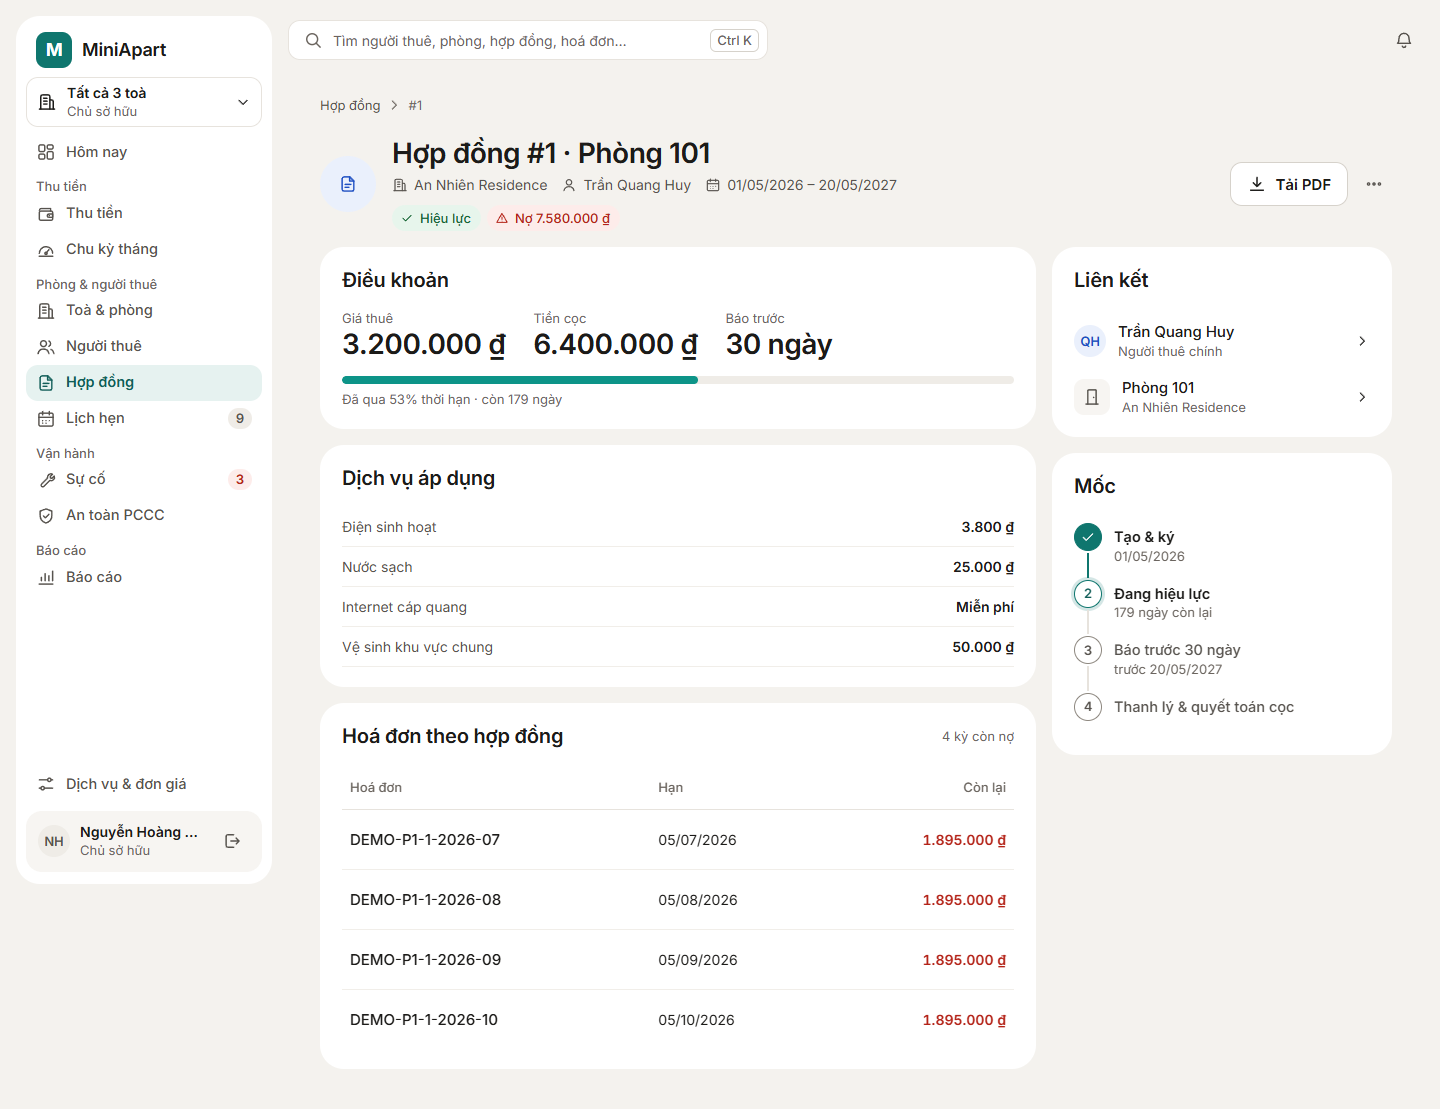 M MiniApart
Tất cả 3 toà
Chủ sở hữu
Hôm nay
Thu tiền
Thu tiền
Chu kỳ tháng
Phòng & người thuê
Toà & phòng
Người thuê
Hợp đồng
Lịch hẹn 9
Vận hành
Sự cố 3
An toàn PCCC
Báo cáo
Báo cáo
Dịch vụ & đơn giá
NH
Nguyễn Hoàng ...
Chủ sở hữu
Tìm người thuê, phòng, hợp đồng, hoá đơn... Ctrl K
Hợp đồng > #1
Hợp đồng #1 · Phòng 101
An Nhiên Residence Trần Quang Huy 01/05/2026 – 20/05/2027
Hiệu lực Nợ 7.580.000 ₫
Tải PDF
Điều khoản
Giá thuê Tiền cọc Báo trước
3.200.000 ₫ 6.400.000 ₫ 30 ngày
Đã qua 53% thời hạn · còn 179 ngày
Dịch vụ áp dụng
Điện sinh hoạt 3.800 ₫
Nước sạch 25.000 ₫
Internet cáp quang Miễn phí
Vệ sinh khu vực chung 50.000 ₫
Hoá đơn theo hợp đồng 4 kỳ còn nợ
Hoá đơn Hạn Còn lại
DEMO-P1-1-2026-07 05/07/2026 1.895.000 ₫
DEMO-P1-1-2026-08 05/08/2026 1.895.000 ₫
DEMO-P1-1-2026-09 05/09/2026 1.895.000 ₫
DEMO-P1-1-2026-10 05/10/2026 1.895.000 ₫
Liên kết
QH
Trần Quang Huy
Người thuê chính
Phòng 101
An Nhiên Residence
Mốc
Tạo & ký
01/05/2026
2 Đang hiệu lực
179 ngày còn lại
3 Báo trước 30 ngày
trước 20/05/2027
4 Thanh lý & quyết toán cọc